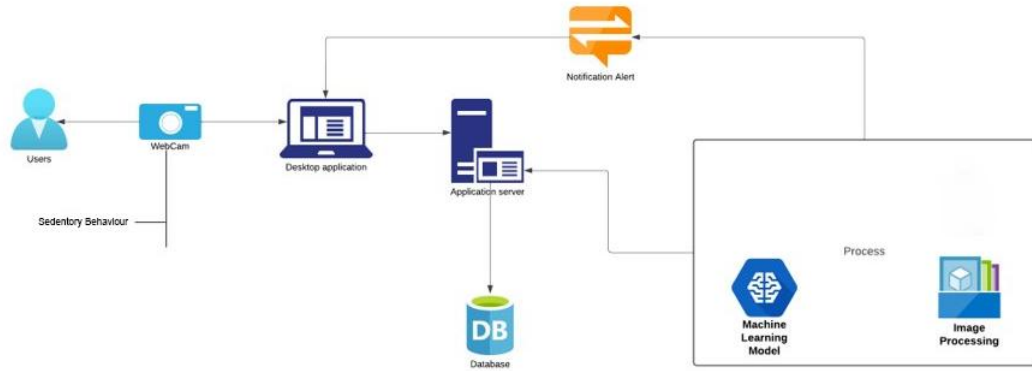 Notification Alert
Users
WebCam
Desktop application
Application server
Sedentory Behaviour
Process
Machine
Learning
Model
Image
Processing
DB
Database